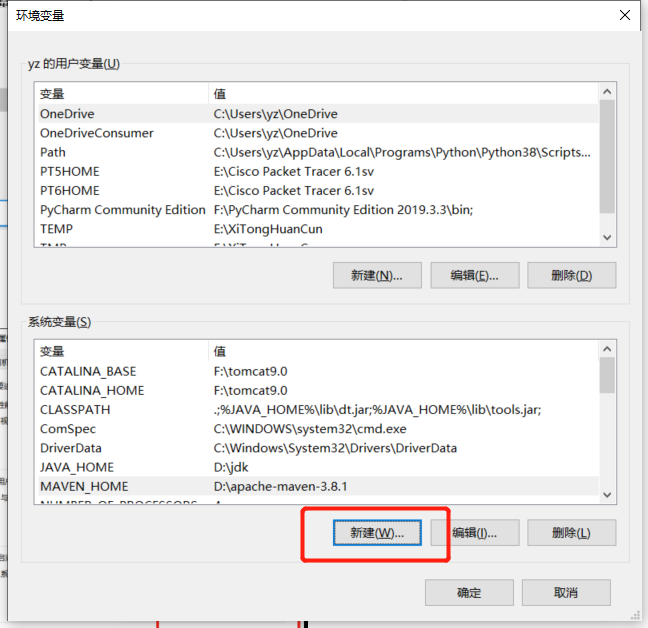 环境变量
yz 的用户变量(U)
变量 值
OneDrive C:\Users\yz\OneDrive
OneDriveConsumer C:\Users\yz\OneDrive
Path C:\Users\yz\AppData\Local\Programs\Python\Python38\Scripts...
PT5HOME E:\Cisco Packet Tracer 6.1sv
PT6HOME E:\Cisco Packet Tracer 6.1sv
PyCharm Community Edition F:\PyCharm Community Edition 2019.3.3\bin;
TEMP E:\XiTongHuanCun
TMP E:\XiTongHuanCun
新建(N)... 编辑(E)... 删除(D)
系统变量(S)
变量 值
CATALINA_BASE F:\tomcat9.0
CATALINA_HOME F:\tomcat9.0
CLASSPATH .;%JAVA_HOME%\lib\dt.jar;%JAVA_HOME%\lib\tools.jar;
ComSpec C:\WINDOWS\system32\cmd.exe
DriverData C:\Windows\System32\Drivers\DriverData
JAVA_HOME D:\jdk
MAVEN_HOME D:\apache-maven-3.8.1
NUMBER_OF_PROCESSORS 4
新建(W)... 编辑(I)... 删除(L)
确定 取消